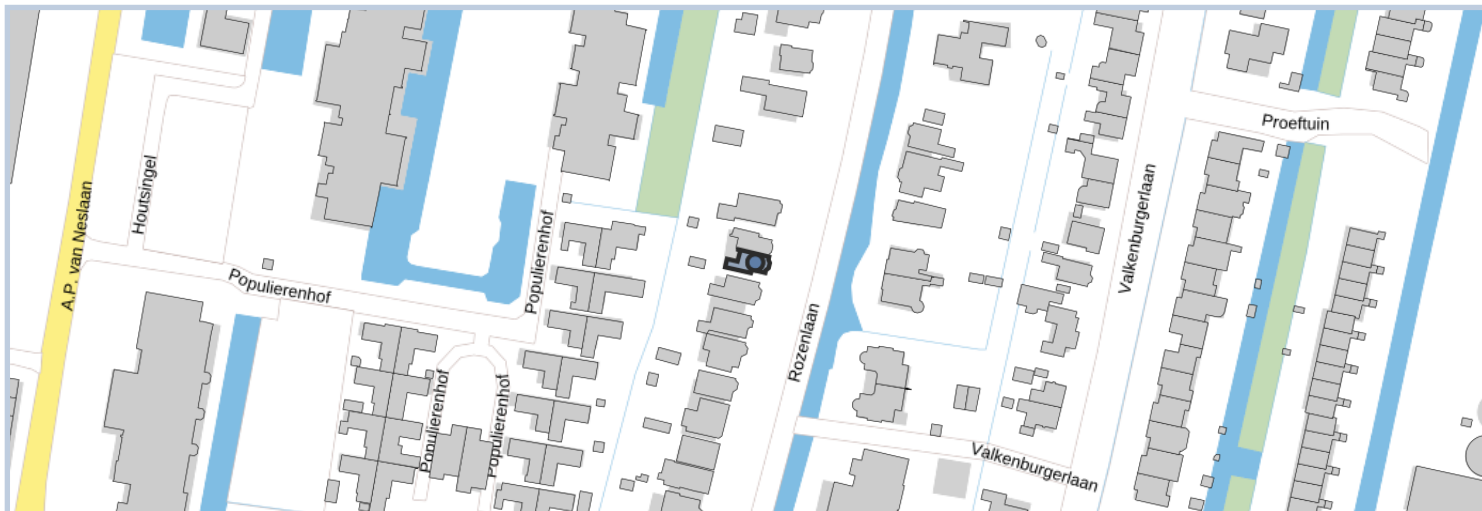 Proeftuin
Houtsingel
A.P. van Neslaan
Populierenhof
Populierenhof
Valkenburgerlaan
Rozenlaan
Populierenhof
Populierenhof
Valkenburgerlaan